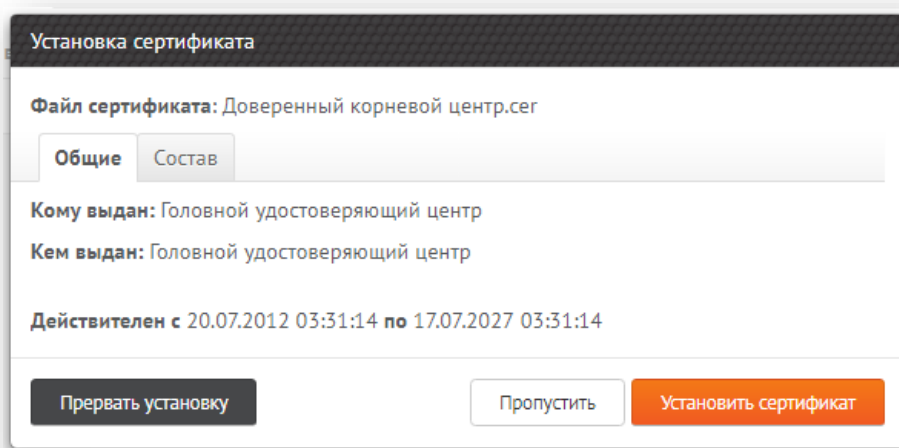 Установка сертификата
Файл сертификата: Доверенный корневой центр.cer
Общие Состав
Кому выдан: Головной удостоверяющий центр
Кем выдан: Головной удостоверяющий центр
Действителен с 20.07.2012 03:31:14 по 17.07.2027 03:31:14
Прервать установку Пропустить Установить сертификат